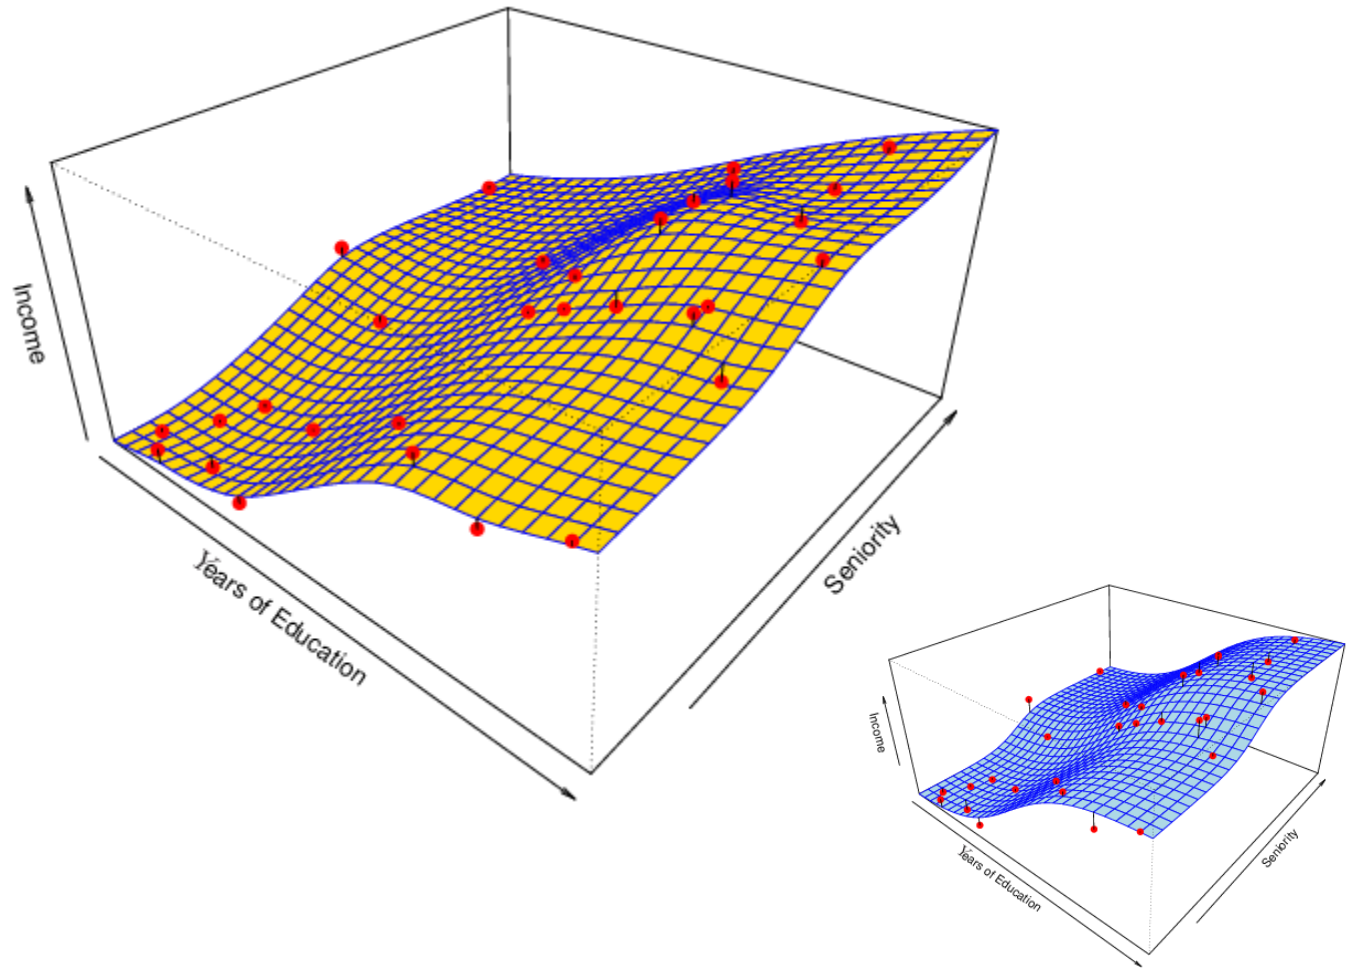 Income
Years of Education
Seniority
Income
Years of Education
Seniority